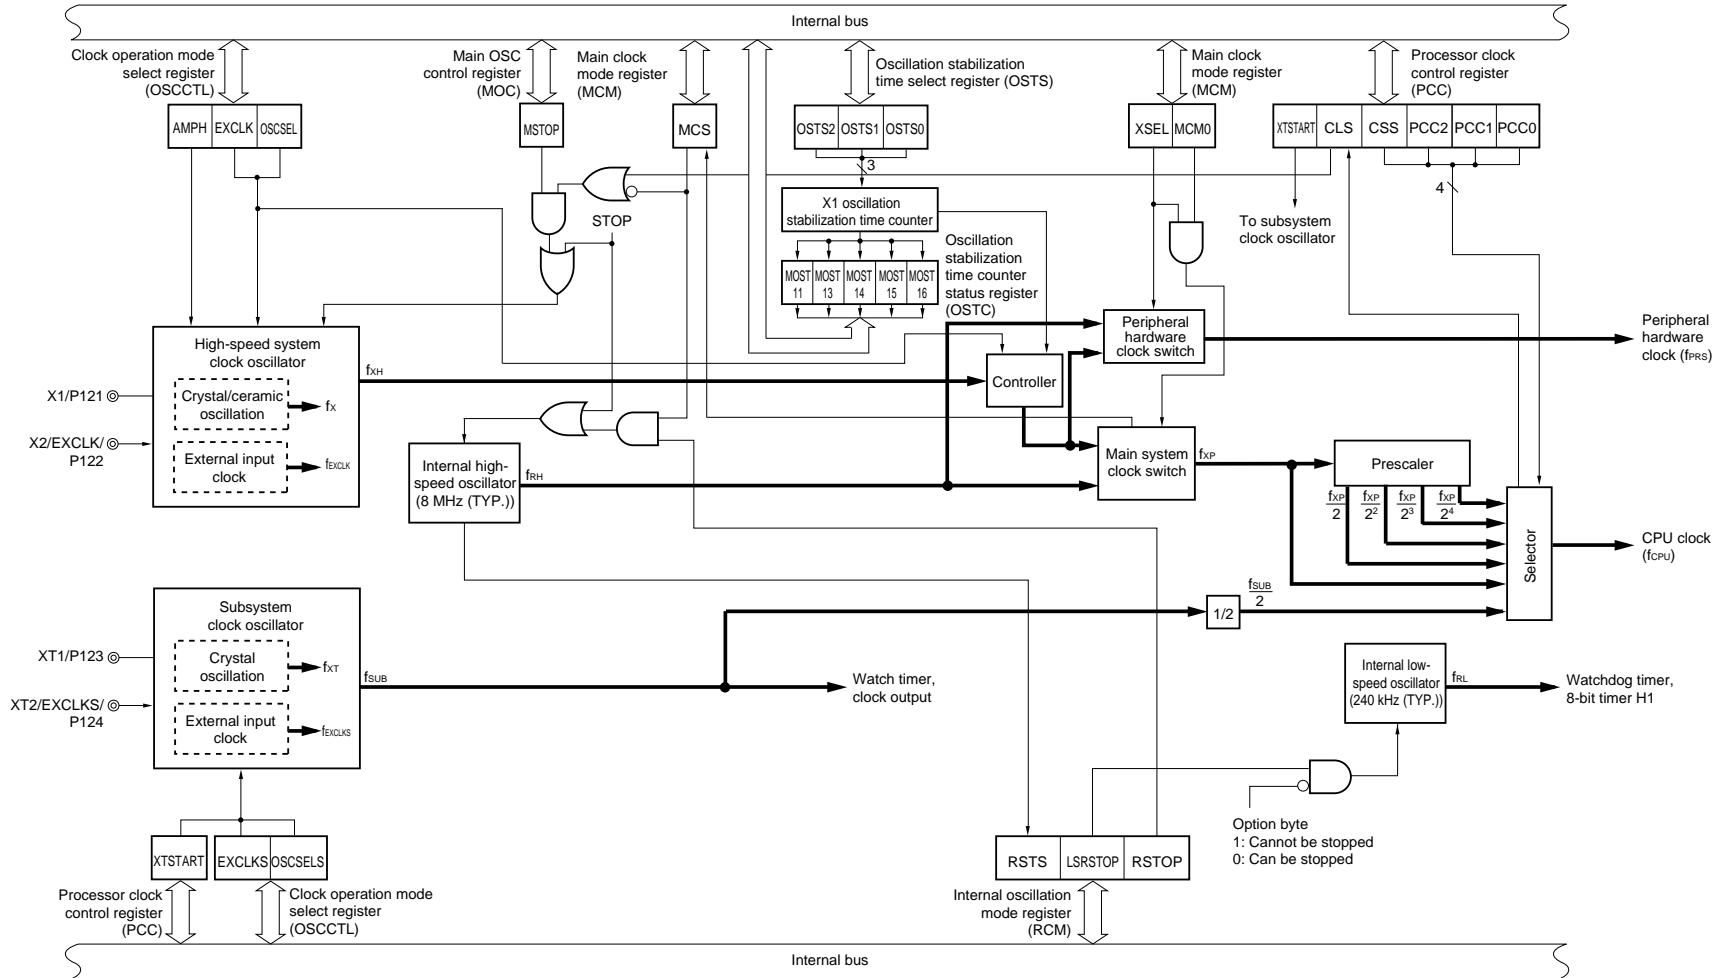 Internal bus
Clock operation mode
select register
(OSCCTL)
Main OSC
control register
(MOC)
Main clock
mode register
(MCM)
Oscillation stabilization
time select register (OSTS)
Main clock
mode register
(MCM)
Processor clock
control register
(PCC)
AMPH EXCLK OSCSEL
MSTOP
MCS
OSTS2 OSTS1 OSTS0
XSEL MCM0
XTSTART CLS CSS PCC2 PCC1 PCC0
3
4
STOP
X1 oscillation
stabilization time counter
To subsystem
clock oscillator
Oscillation
stabilization
time counter
status register
(OSTC)
MOST MOST MOST MOST MOST
11 13 14 15 16
High-speed system
clock oscillator
Crystal/ceramic
oscillation
fX
External input
clock
fEXCLK
X1/P121
X2/EXCLK/
P122
fXH
Controller
Peripheral
hardware
clock switch
Peripheral
hardware
clock (fPRS)
Internal high-
speed oscillator
(8 MHz (TYP.))
fRH
Main system
clock switch
fXP
Prescaler
fXP fXP fXP fXP
2 2² 2³ 2⁴
Selector
CPU clock
(fCPU)
fSUB
2
1/2
Subsystem
clock oscillator
Crystal
oscillation
fXT
External input
clock
fEXCLKS
XT1/P123
XT2/EXCLKS/
P124
fSUB
Watch timer,
clock output
Internal low-
speed oscillator
(240 kHz (TYP.))
fRL
Watchdog timer,
8-bit timer H1
Option byte
1: Cannot be stopped
0: Can be stopped
XTSTART EXCLKS OSCSELS
RSTS LSRSTOP RSTOP
Processor clock
control register
(PCC)
Clock operation mode
select register
(OSCCTL)
Internal oscillation
mode register
(RCM)
Internal bus